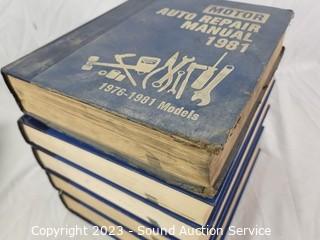 MOTOR
AUTO REPAIR
MANUAL
1981
1976-1981 Models
Copyright 2023 - Sound Auction Service